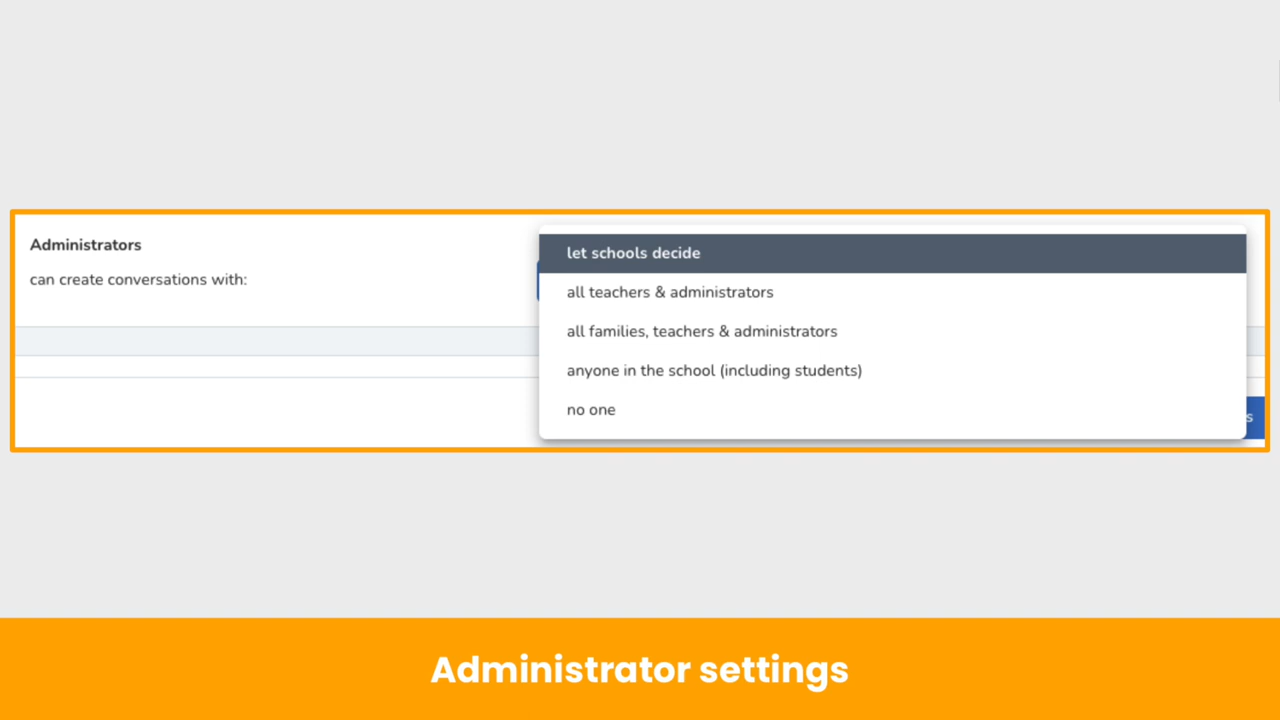 Administrators
can create conversations with:
let schools decide
all teachers & administrators
all families, teachers & administrators
anyone in the school (including students)
no one
s
Administrator settings